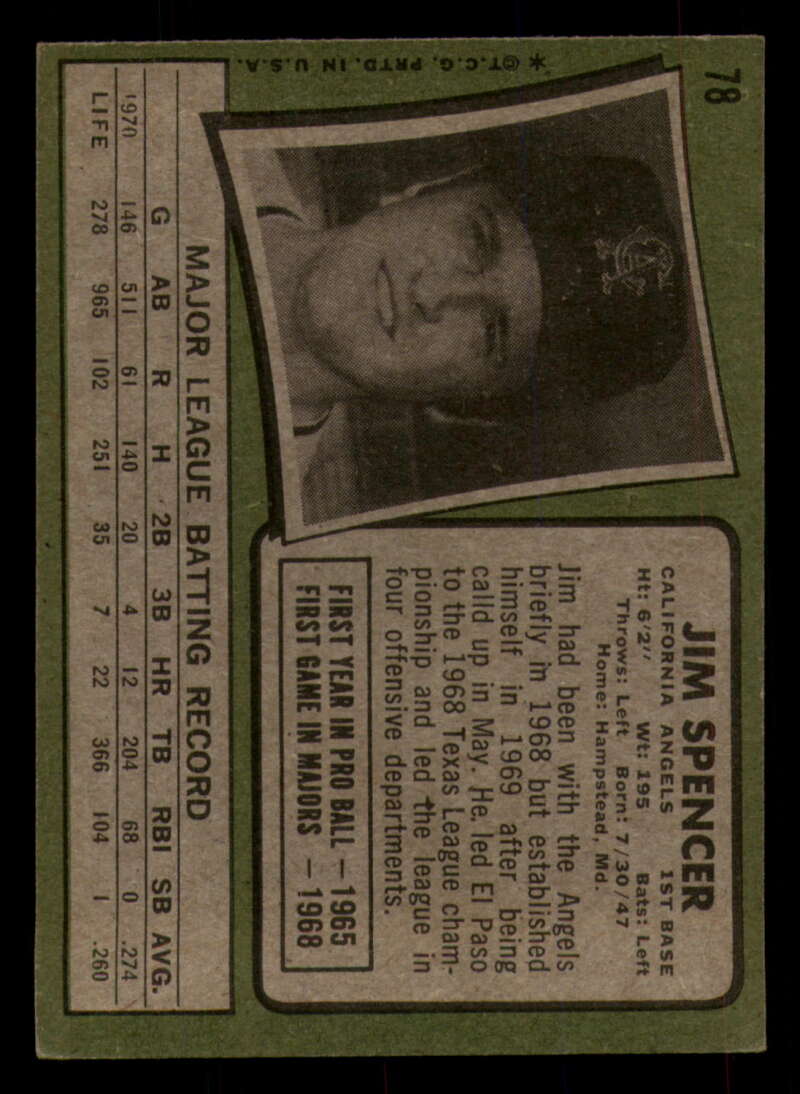 78
JIM SPENCER
CALIFORNIA ANGELS 1ST BASE
Ht: 6'2" Wt: 195 Bats: Left
Throws: Left Born: 7/30/47
Home: Hampstead, Md.
Jim had been with the Angels
briefly in 1968 but established
himself in 1969 after being
calld up in May. He led El Paso
to the 1968 Texas League cham-
pionship and led the league in
four offensive departments.
FIRST YEAR IN PRO BALL — 1965
FIRST GAME IN MAJORS — 1968
CA
MAJOR LEAGUE BATTING RECORD
G AB R H 2B 3B HR TB RBI SB AVG.
1970 146 511 61 140 20 4 12 204 68 0 .274
LIFE 278 965 102 251 35 7 22 366 104 1 .260
* ©T.C.G. PRTD. IN U.S.A.